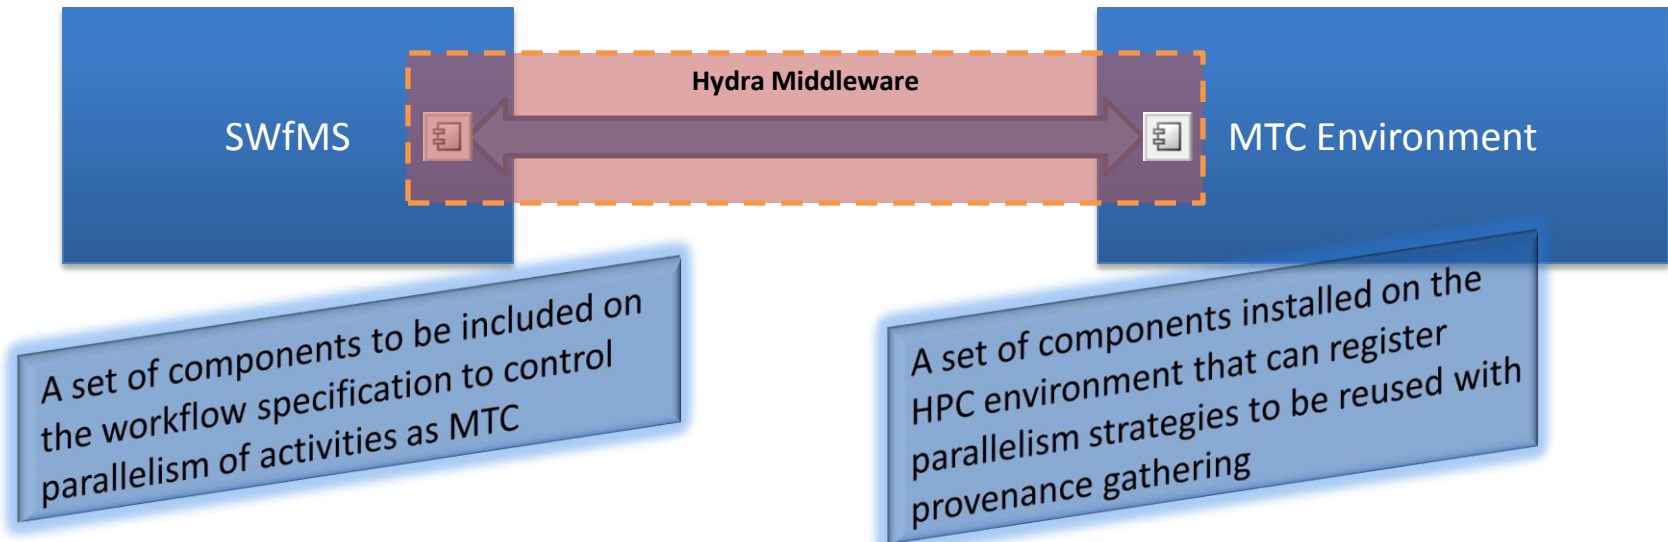 Hydra Middleware
SWfMS
MTC Environment
A set of components to be included on
the workflow specification to control
parallelism of activities as MTC
A set of components installed on the
HPC environment that can register
parallelism strategies to be reused with
provenance gathering